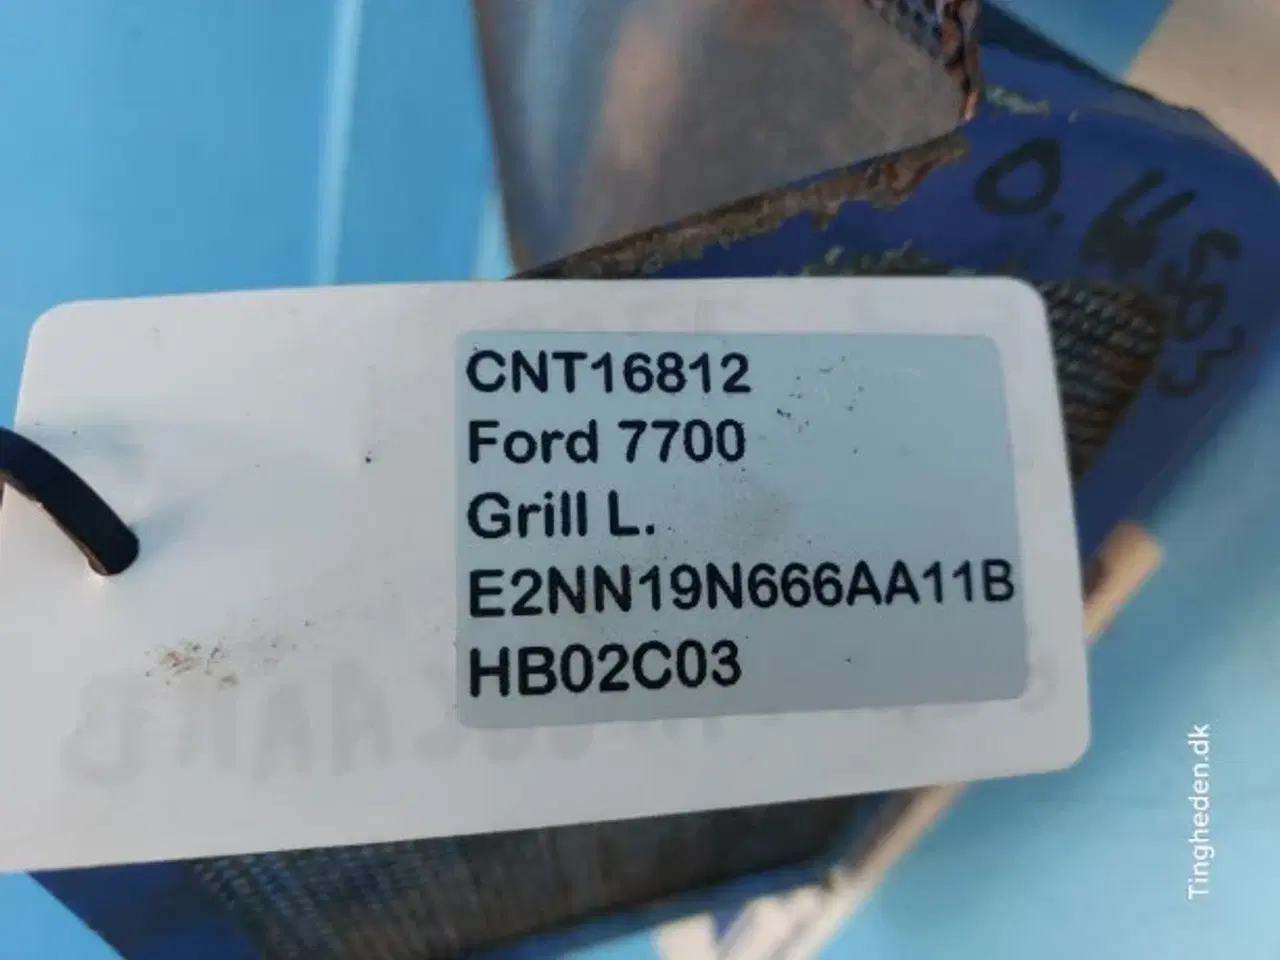 CNT16812
Ford 7700
Grill L.
E2NN19N666AA11B
HB02C03
Tingheden.dk